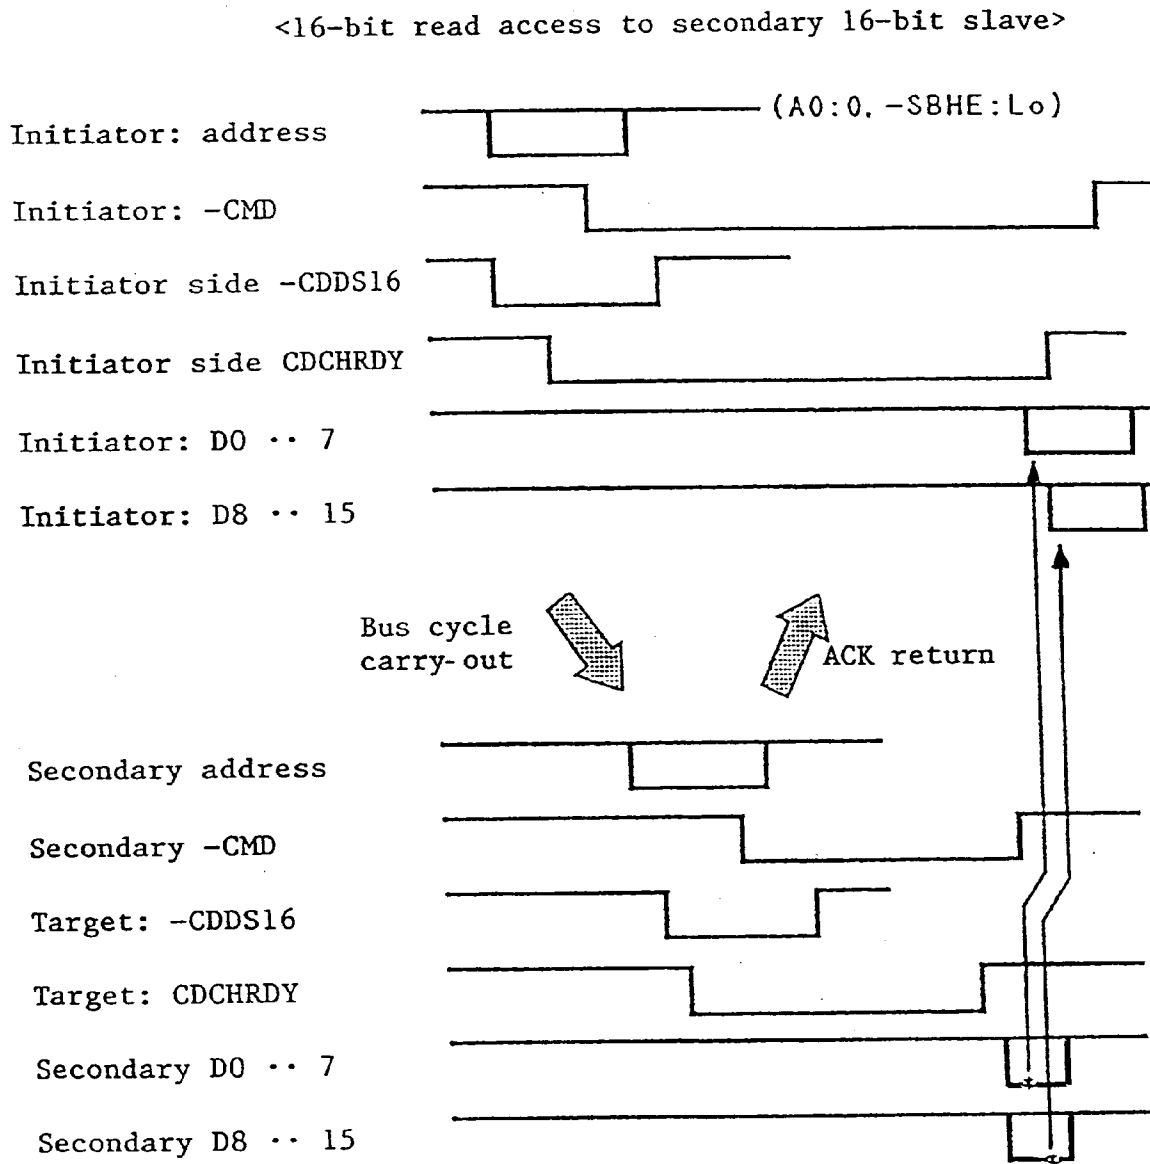 <16-bit read access to secondary 16-bit slave>
(A0:0. -SBHE:Lo)
Initiator: address
Initiator: -CMD
Initiator side -CDDS16
Initiator side CDCHRDY
Initiator: D0 ·· 7
Initiator: D8 ·· 15
Bus cycle
carry-out
ACK return
Secondary address
Secondary -CMD
Target: -CDDS16
Target: CDCHRDY
Secondary D0 ·· 7
Secondary D8 ·· 15